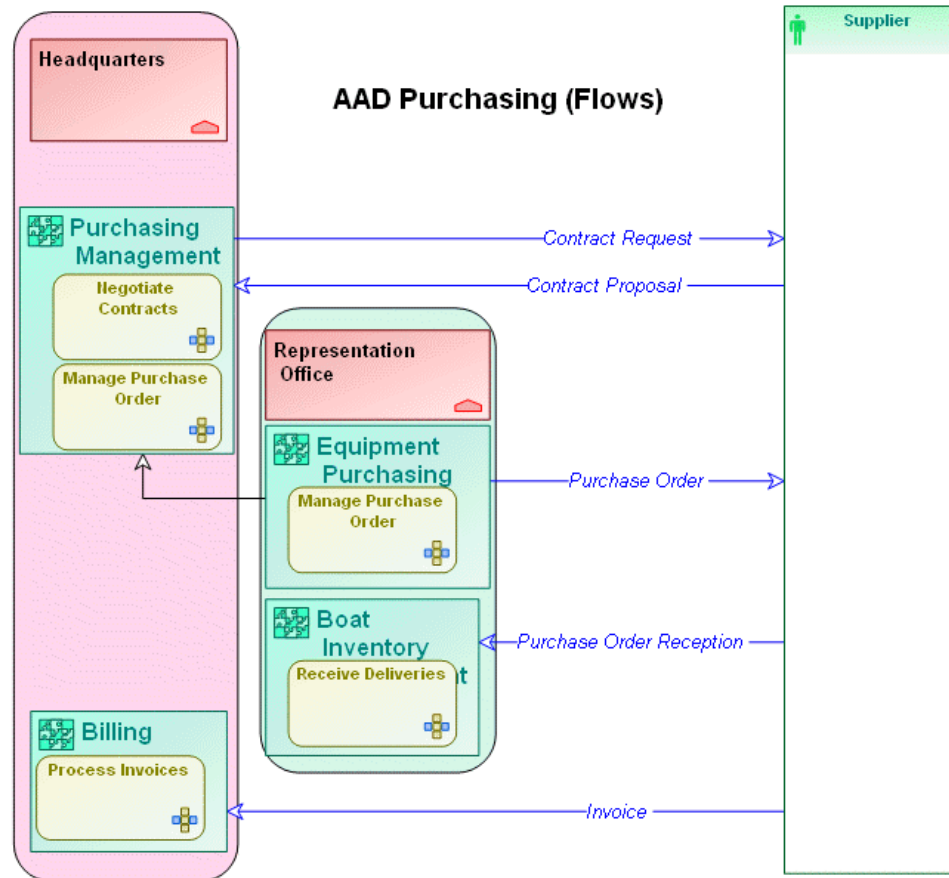 Supplier
Headquarters
AAD Purchasing (Flows)
Purchasing
Management
Contract Request
Negotiate
Contracts
Contract Proposal
Manage Purchase
Order
Representation
Office
Equipment
Purchasing
Purchase Order
Manage Purchase
Order
Boat
Inventory
Purchase Order Reception
Receive Deliveries
Billing
Process Invoices
Invoice